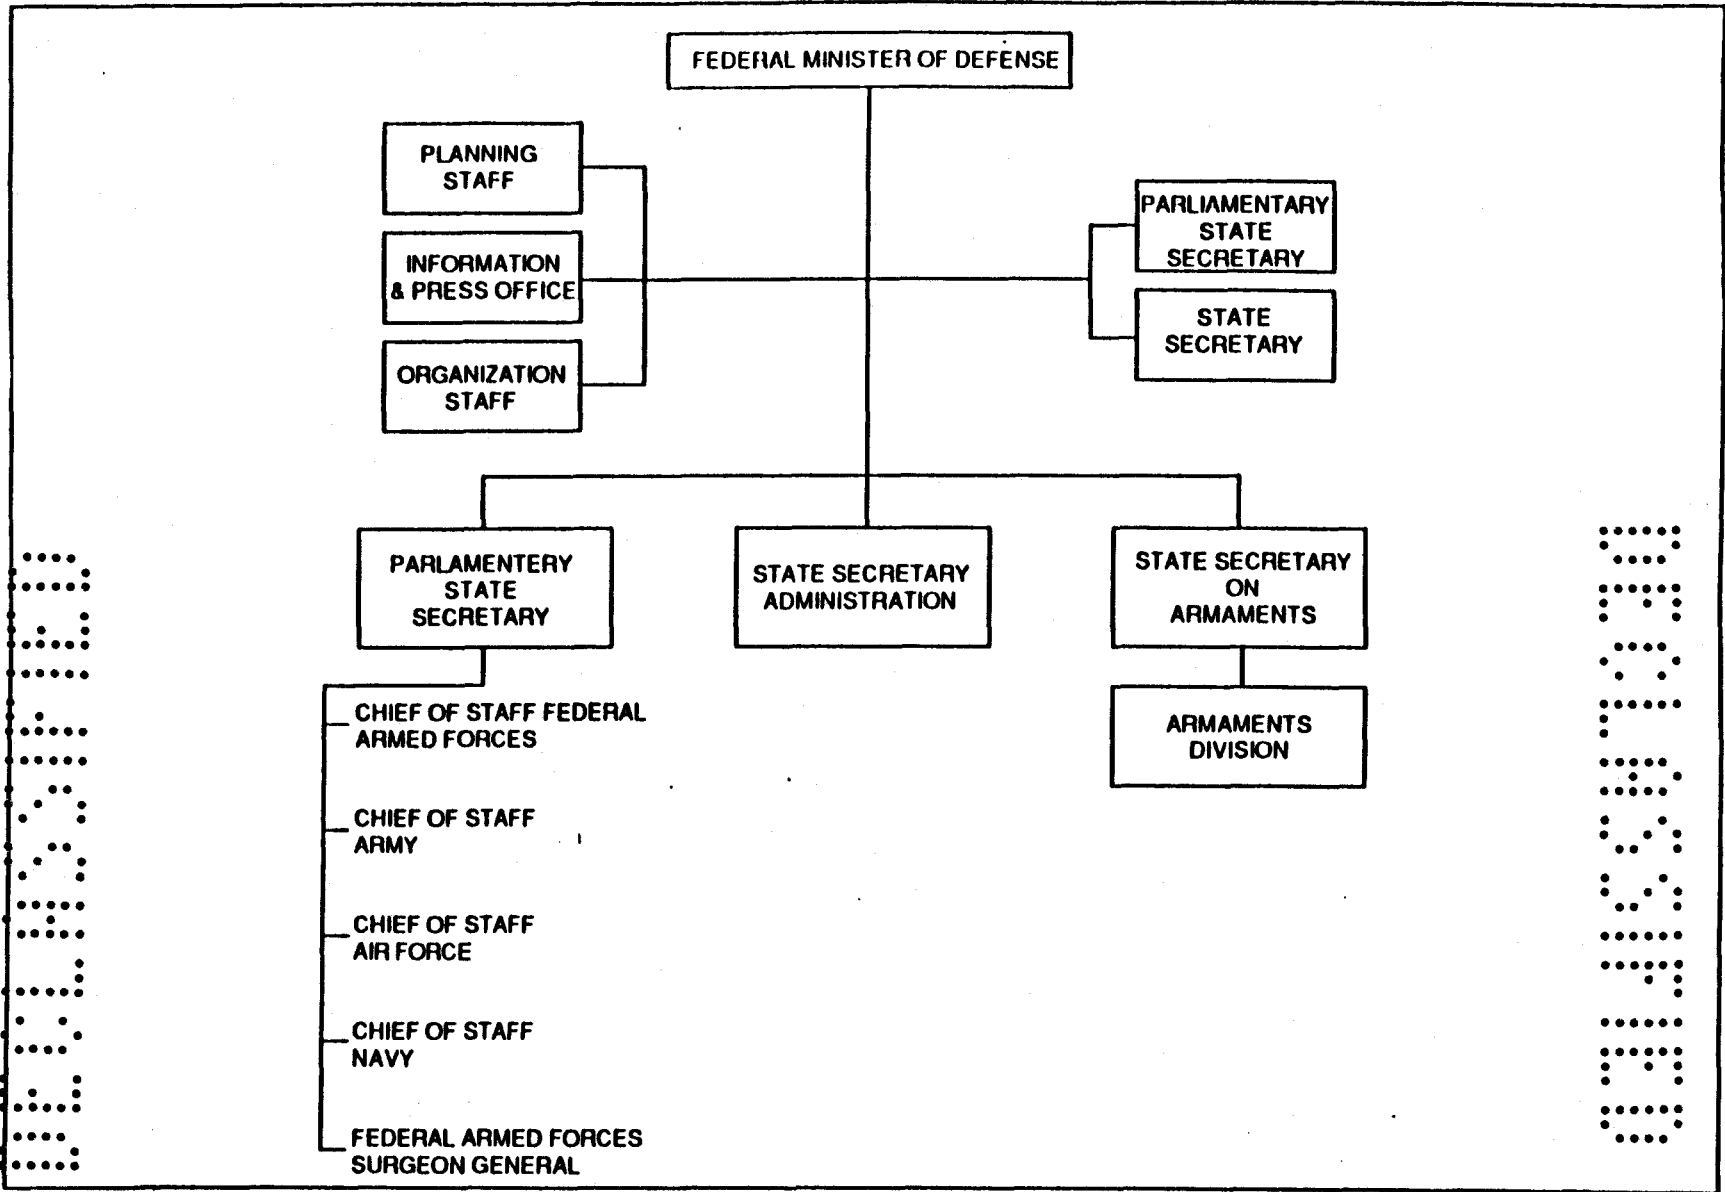 FEDERAL MINISTER OF DEFENSE
PLANNING
STAFF
INFORMATION
& PRESS OFFICE
ORGANIZATION
STAFF
PARLIAMENTARY
STATE
SECRETARY
STATE
SECRETARY
PARLAMENTERY
STATE
SECRETARY
STATE SECRETARY
ADMINISTRATION
STATE SECRETARY
ON
ARMAMENTS
ARMAMENTS
DIVISION
CHIEF OF STAFF FEDERAL
ARMED FORCES
CHIEF OF STAFF
ARMY
CHIEF OF STAFF
AIR FORCE
CHIEF OF STAFF
NAVY
FEDERAL ARMED FORCES
SURGEON GENERAL
UNCLASSIFIED
UNCLASSIFIED